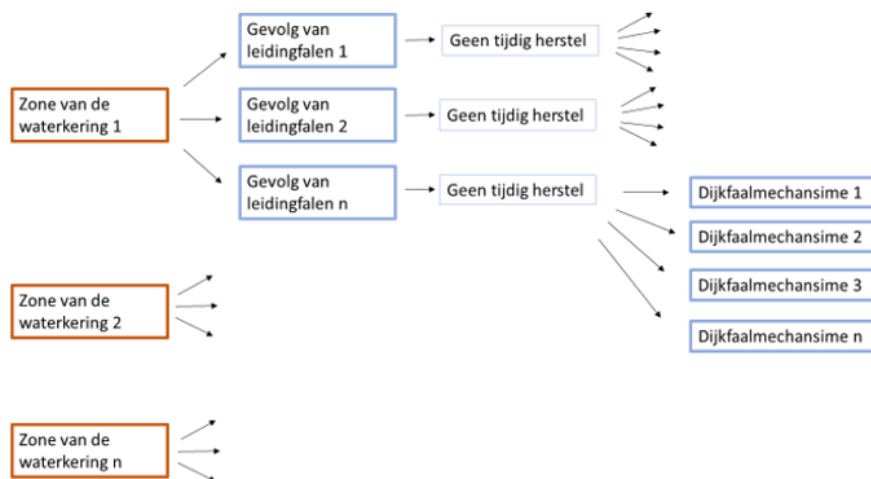 Gevolg van
leidingfalen 1
Geen tijdig herstel
Zone van de
waterkering 1
Gevolg van
leidingfalen 2
Geen tijdig herstel
Gevolg van
leidingfalen n
Geen tijdig herstel
Dijkfaalmechansime 1
Dijkfaalmechansime 2
Dijkfaalmechansime 3
Dijkfaalmechansime n
Zone van de
waterkering 2
Zone van de
waterkering n